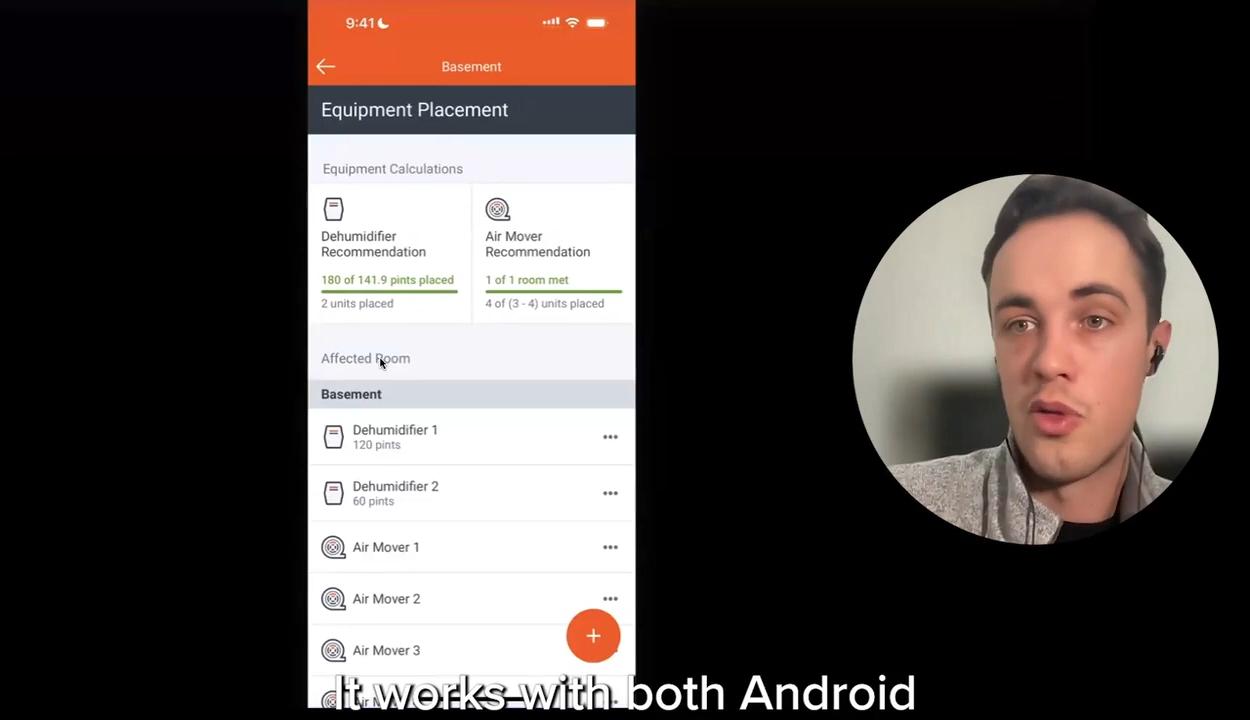 9:41
Basement
Equipment Placement
Equipment Calculations
Dehumidifier
Recommendation
180 of 141.9 pints placed
2 units placed
Air Mover
Recommendation
1 of 1 room met
4 of (3 - 4) units placed
Affected Room
Basement
Dehumidifier 1
120 pints
Dehumidifier 2
60 pints
Air Mover 1
Air Mover 2
Air Mover 3
It works with both Android